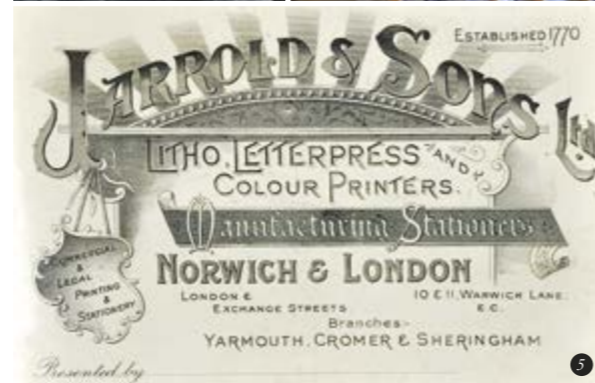 ESTABLISHED 1770
JARROLD & SONS Ltd
LITHO, LETTERPRESS AND
COLOUR PRINTERS.
Manufacturing Stationers
COMMERCIAL
&
LEGAL
PRINTING
&
STATIONERY
NORWICH & LONDON
LONDON &
EXCHANGE STREETS
10 & 11, WARWICK LANE.
E.C.
Branches:-
YARMOUTH, CROMER & SHERINGHAM
Presented by
5